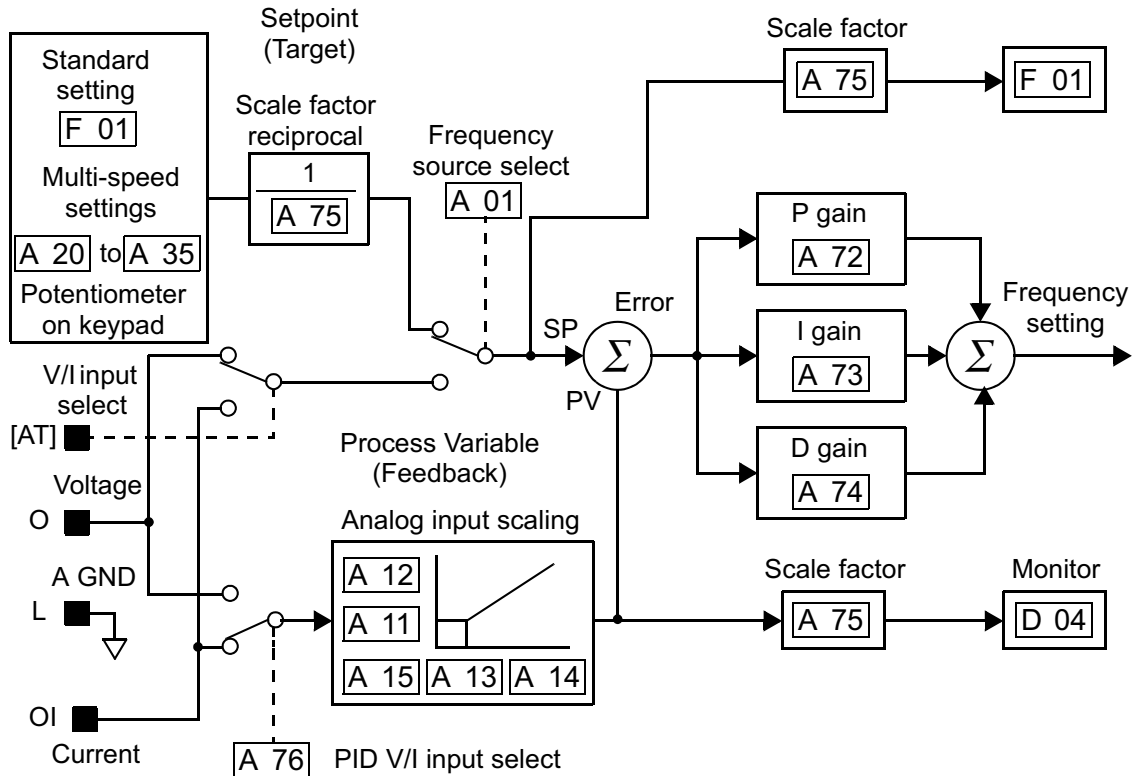 Setpoint
(Target)
Standard
setting
F 01
Multi-speed
settings
A 20 to A 35
Potentiometer
on keypad
Scale factor
reciprocal
1
A 75
Frequency
source select
A 01
Scale factor
A 75
F 01
V/I input
select
[AT]
Voltage
O
A GND
L
OI
Current
SP
Error
Σ
PV
P gain
A 72
I gain
A 73
D gain
A 74
Σ
Frequency
setting
Process Variable
(Feedback)
Analog input scaling
A 12
A 11
A 15 A 13 A 14
A 76 PID V/I input select
Scale factor
A 75
Monitor
D 04